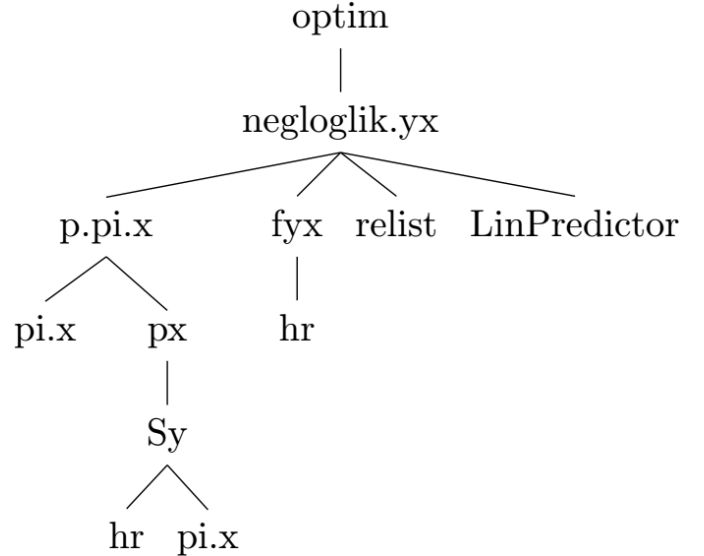 optim
negloglik.yx
p.pi.x fyx relist LinPredictor
pi.x px hr
Sy
hr pi.x